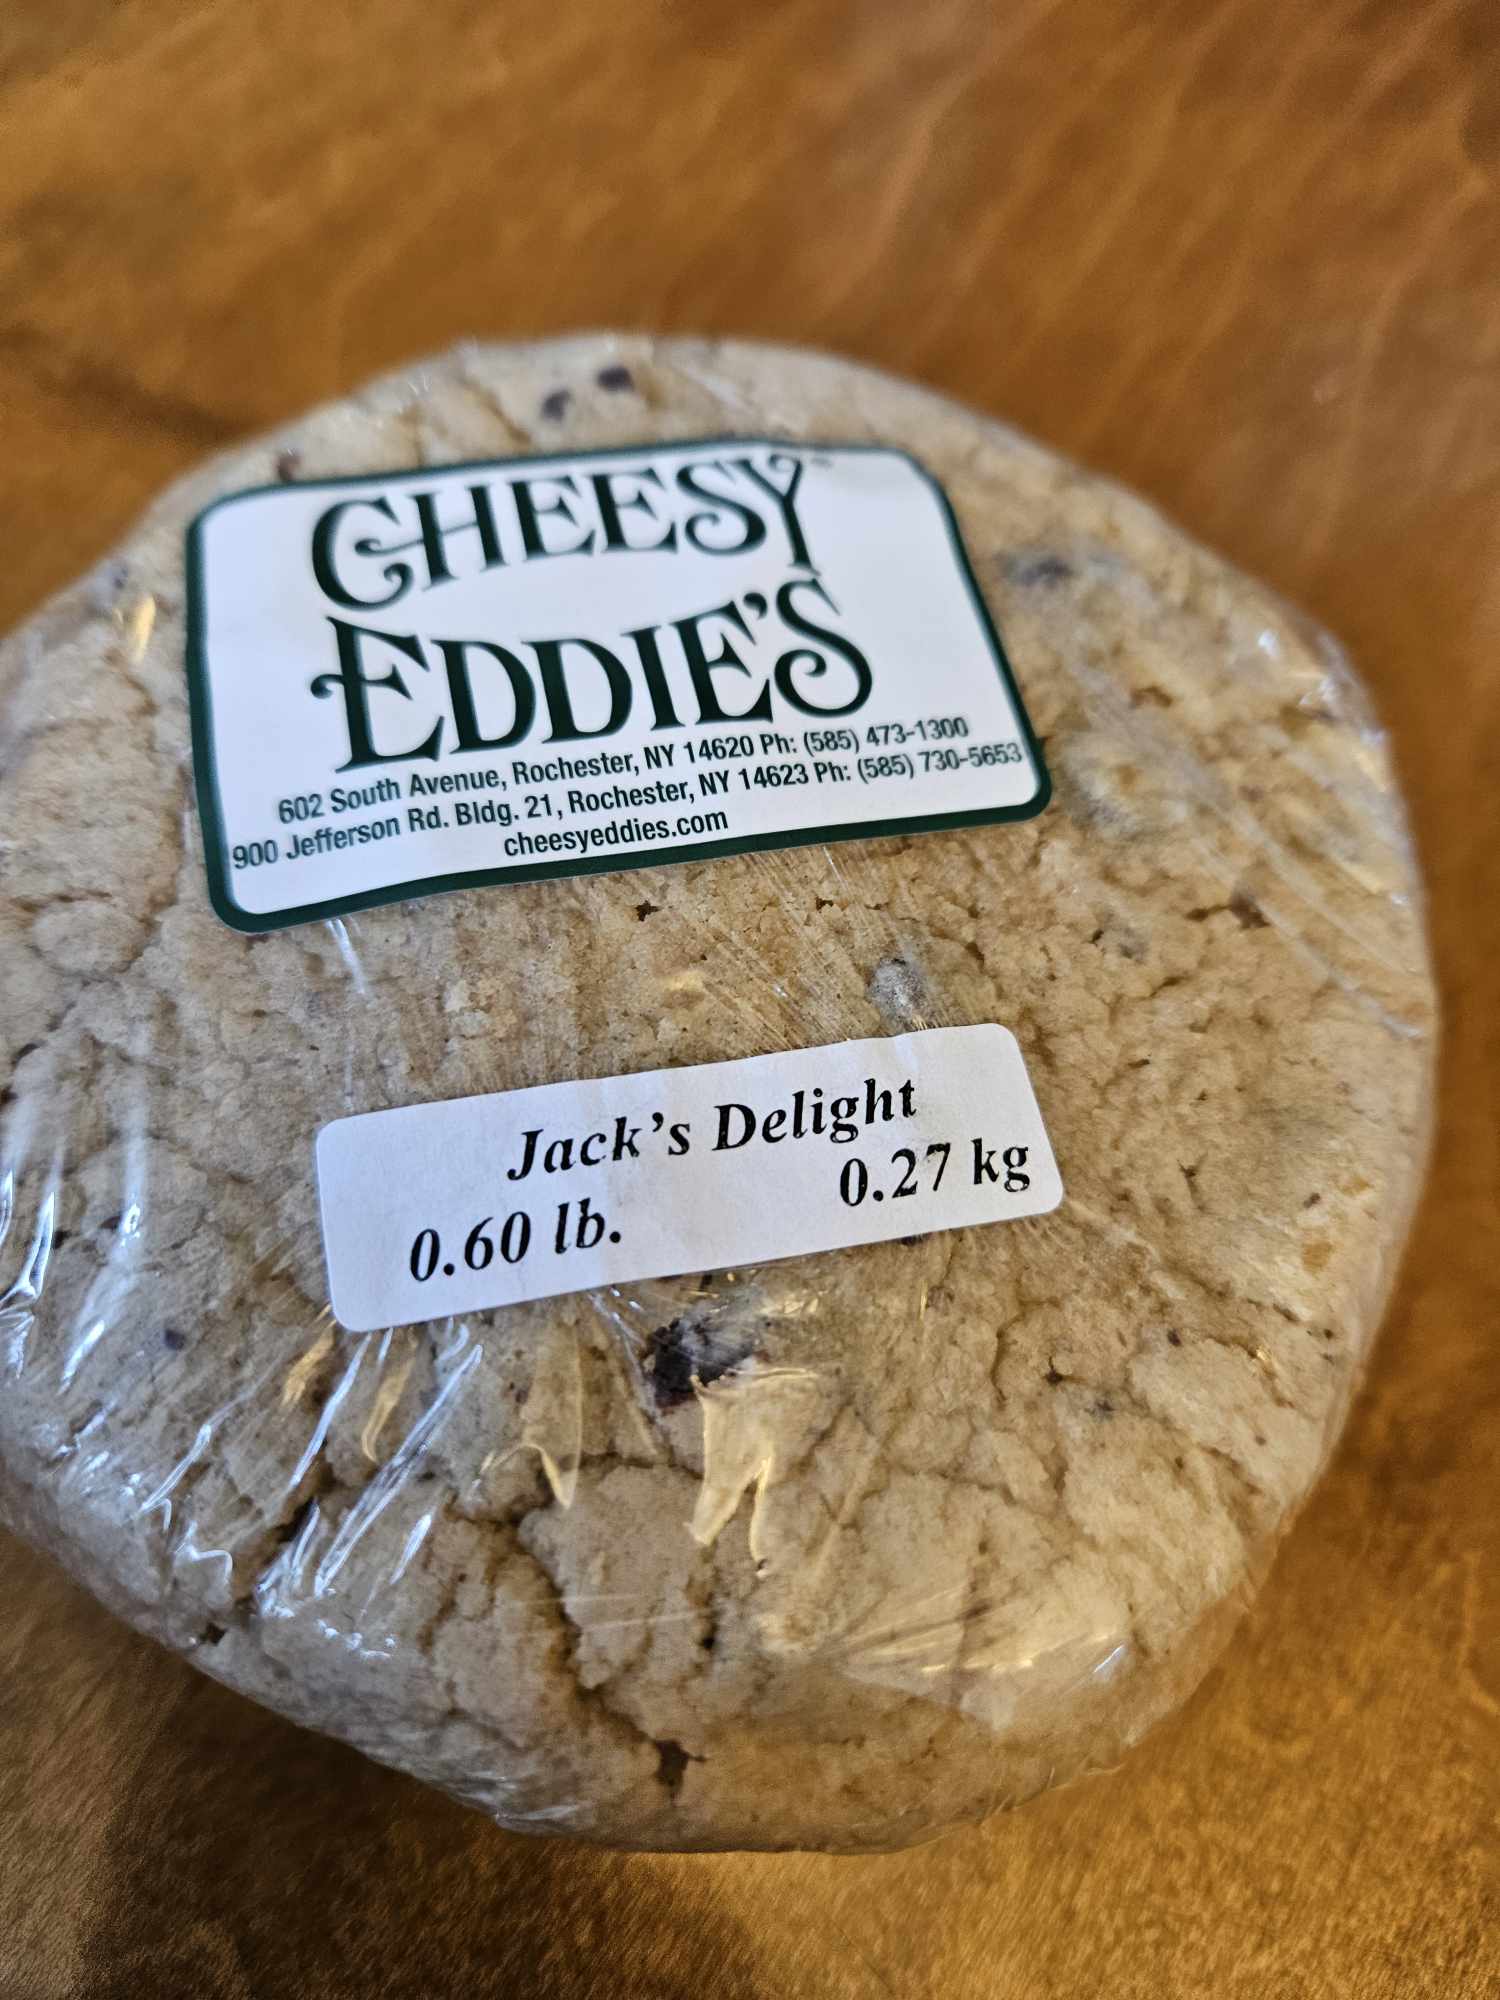 CHEESY
EDDIE'S
602 South Avenue, Rochester, NY 14620 Ph: (585) 473-1300
900 Jefferson Rd. Bldg. 21, Rochester, NY 14623 Ph: (585) 730-5653
cheesyeddies.com
Jack's Delight
0.60 lb. 0.27 kg